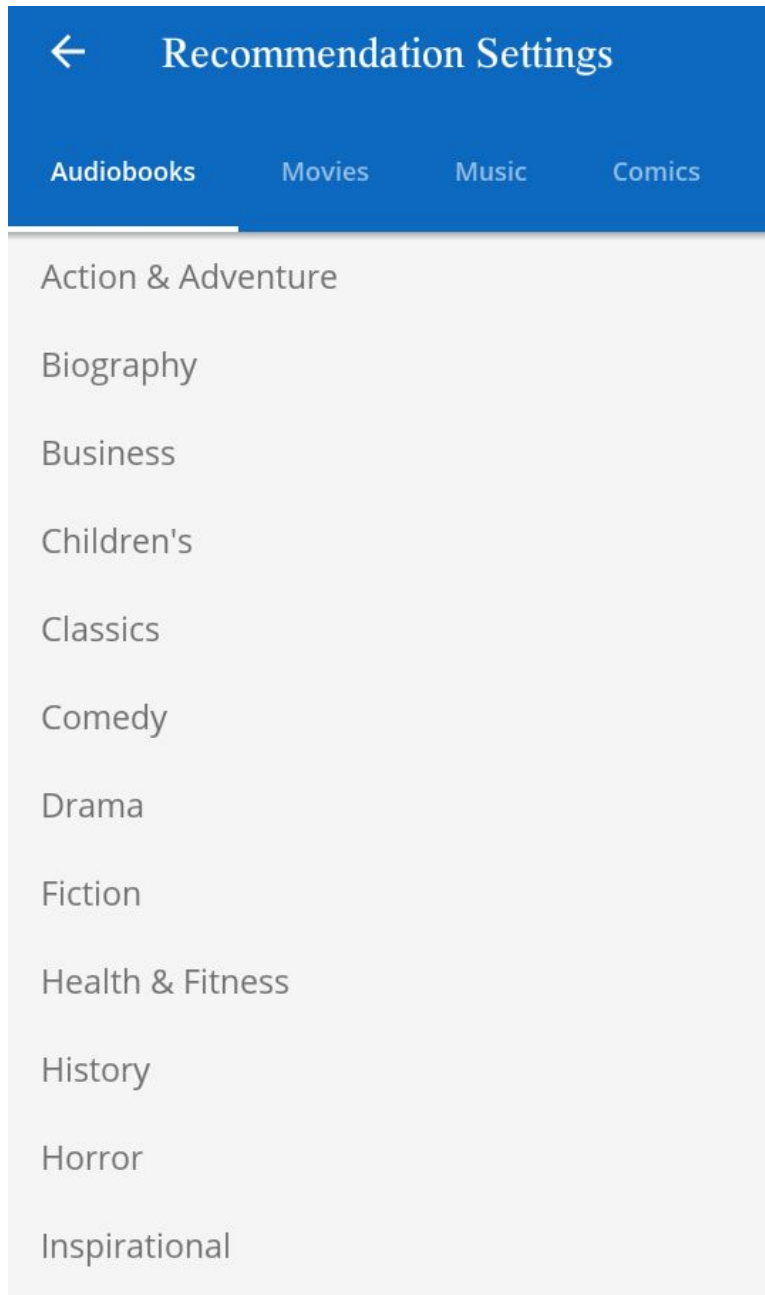 Recommendation Settings
Audiobooks Movies Music Comics
Action & Adventure
Biography
Business
Children's
Classics
Comedy
Drama
Fiction
Health & Fitness
History
Horror
Inspirational